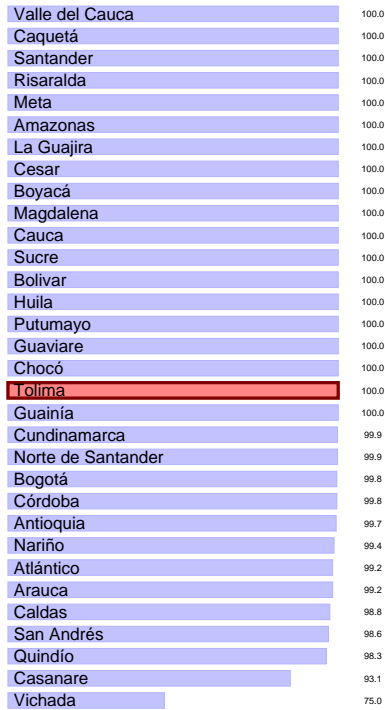 Valle del Cauca 100.0
Caquetá 100.0
Santander 100.0
Risaralda 100.0
Meta 100.0
Amazonas 100.0
La Guajira 100.0
Cesar 100.0
Boyacá 100.0
Magdalena 100.0
Cauca 100.0
Sucre 100.0
Bolivar 100.0
Huila 100.0
Putumayo 100.0
Guaviare 100.0
Chocó 100.0
Tolima 100.0
Guainía 100.0
Cundinamarca 99.9
Norte de Santander 99.9
Bogotá 99.8
Córdoba 99.8
Antioquia 99.7
Nariño 99.4
Atlántico 99.2
Arauca 99.2
Caldas 98.8
San Andrés 98.6
Quindío 98.3
Casanare 93.1
Vichada 75.0